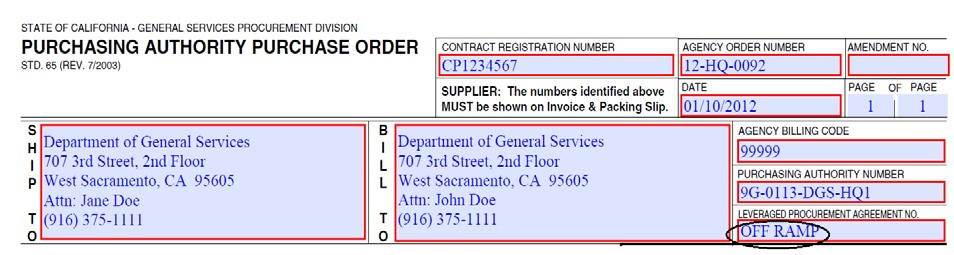 STATE OF CALIFORNIA - GENERAL SERVICES PROCUREMENT DIVISION
PURCHASING AUTHORITY PURCHASE ORDER
STD. 65 (REV. 7/2003)
CONTRACT REGISTRATION NUMBER
CP1234567
AGENCY ORDER NUMBER
12-HQ-0092
AMENDMENT NO.
SUPPLIER: The numbers identified above
MUST be shown on Invoice & Packing Slip.
DATE
01/10/2012
PAGE OF PAGE
1 1
SHIP TO
Department of General Services
707 3rd Street, 2nd Floor
West Sacramento, CA 95605
Attn: Jane Doe
(916) 375-1111
BILL TO
Department of General Services
707 3rd Street, 2nd Floor
West Sacramento, CA 95605
Attn: John Doe
(916) 375-1111
AGENCY BILLING CODE
99999
PURCHASING AUTHORITY NUMBER
9G-0113-DGS-HQ1
LEVERAGED PROCUREMENT AGREEMENT NO.
OFF RAMP